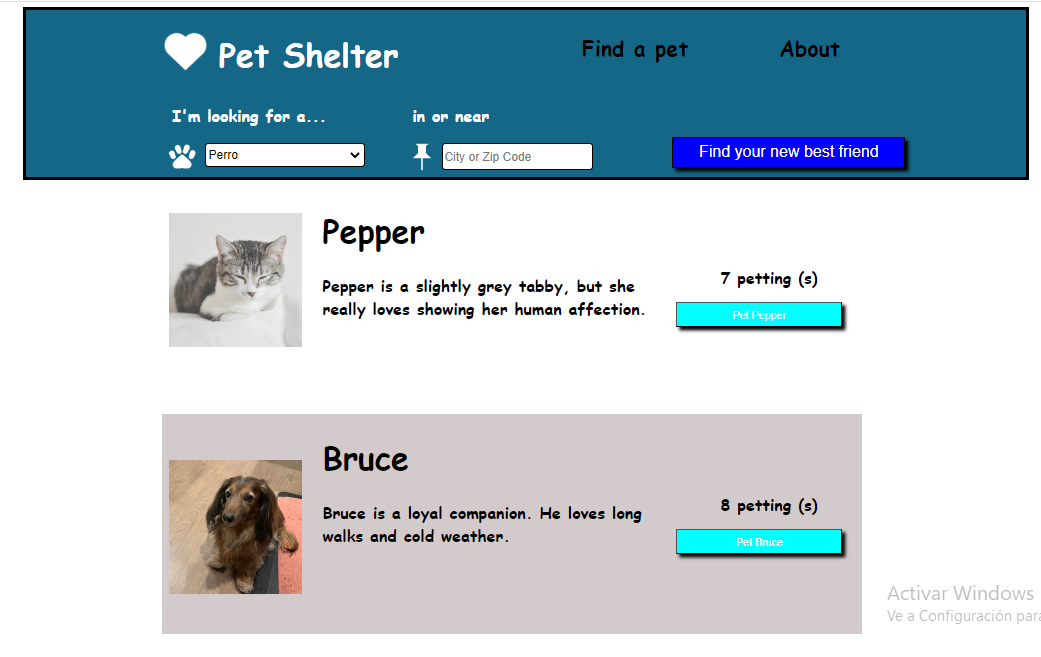 Pet Shelter
Find a pet
About
I'm looking for a...
in or near
Perro
City or Zip Code
Find your new best friend
Pepper
Pepper is a slightly grey tabby, but she
really loves showing her human affection.
7 petting (s)
Pet Pepper
Bruce
Bruce is a loyal companion. He loves long
walks and cold weather.
8 petting (s)
Pet Bruce
Activar Windows
Ve a Configuración para